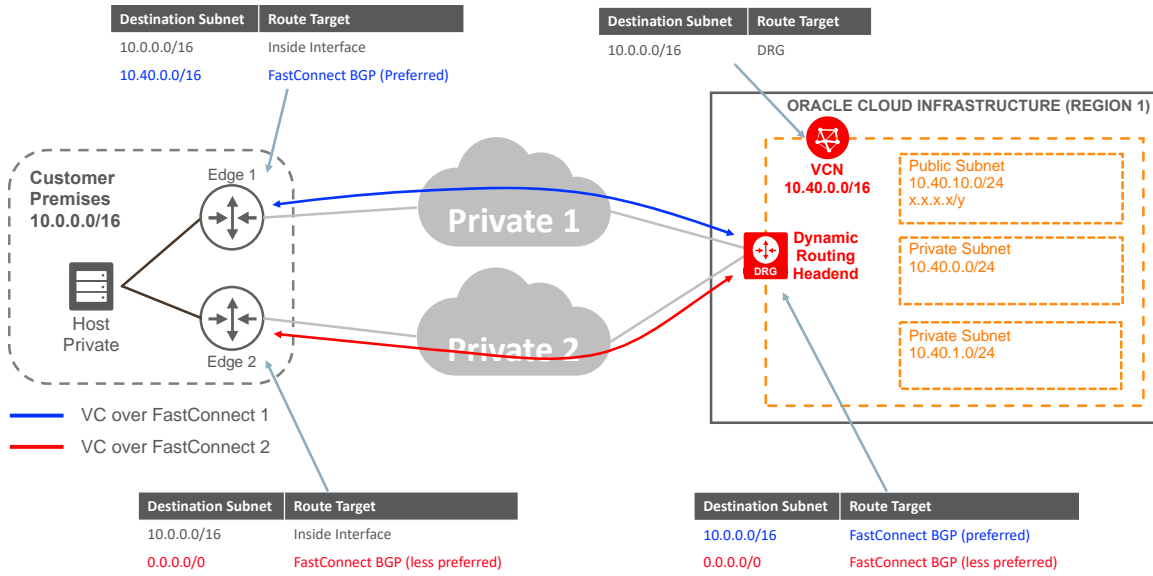 Destination Subnet Route Target
10.0.0.0/16 Inside Interface
10.40.0.0/16 FastConnect BGP (Preferred)
Destination Subnet Route Target
10.0.0.0/16 DRG
ORACLE CLOUD INFRASTRUCTURE (REGION 1)
Customer
Premises
10.0.0.0/16
Edge 1
Host
Private
Edge 2
Private 1
Private 2
VCN
10.40.0.0/16
Dynamic
Routing
Headend
DRG
Public Subnet
10.40.10.0/24
x.x.x.x/y
Private Subnet
10.40.0.0/24
Private Subnet
10.40.1.0/24
VC over FastConnect 1
VC over FastConnect 2
Destination Subnet Route Target
10.0.0.0/16 Inside Interface
0.0.0.0/0 FastConnect BGP (less preferred)
Destination Subnet Route Target
10.0.0.0/16 FastConnect BGP (preferred)
0.0.0.0/0 FastConnect BGP (less preferred)